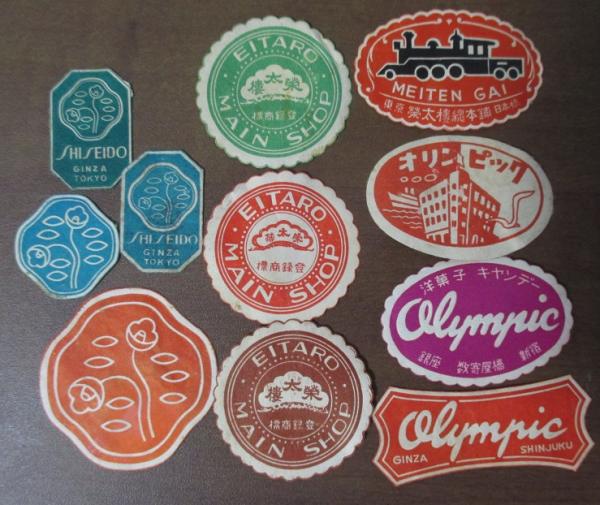 SHISEIDO
GINZA
TOKYO
SHISEIDO
GINZA
TOKYO
EITARO
榮太樓
登録商標
MAIN SHOP
EITARO
榮太樓
登録商標
MAIN SHOP
EITARO
榮太樓
登録商標
MAIN SHOP
MEITEN GAI
東京 榮太樓總本舗 日本橋
オリンピック
洋菓子 キャンデー
Olympic
銀座 数寄屋橋 新宿
Olympic
GINZA
SHINJUKU